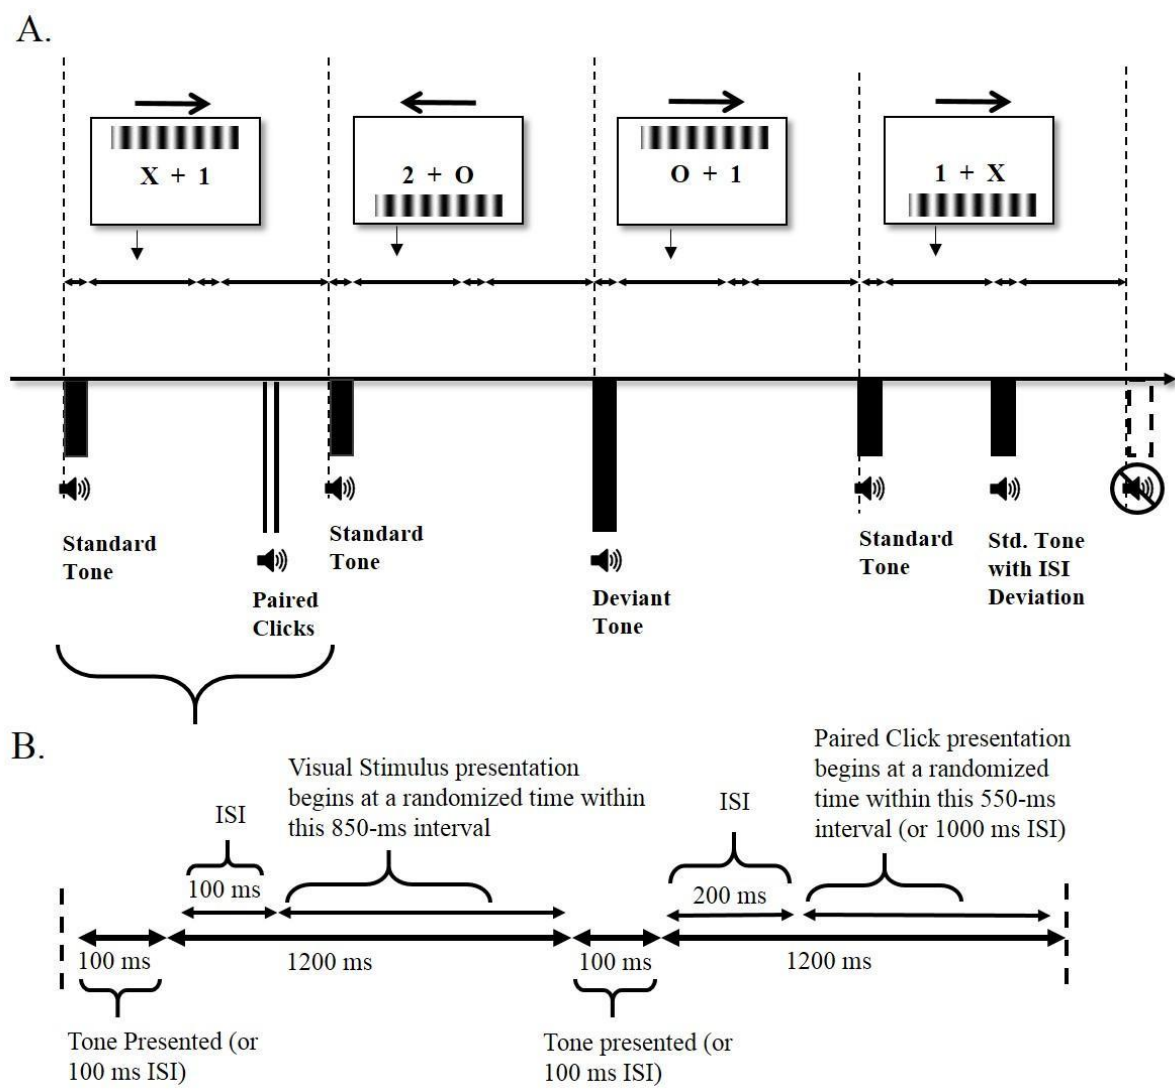 A.
X + 1
2 + O
O + 1
1 + X
Standard
Tone
Paired
Clicks
Standard
Tone
Deviant
Tone
Standard
Tone
Std. Tone
with ISI
Deviation
B.
Visual Stimulus presentation
begins at a randomized time within
this 850-ms interval
ISI
Paired Click presentation
begins at a randomized
time within this 550-ms
interval (or 1000 ms ISI)
ISI
100 ms
200 ms
100 ms
1200 ms
100 ms
1200 ms
Tone Presented (or
100 ms ISI)
Tone presented (or
100 ms ISI)